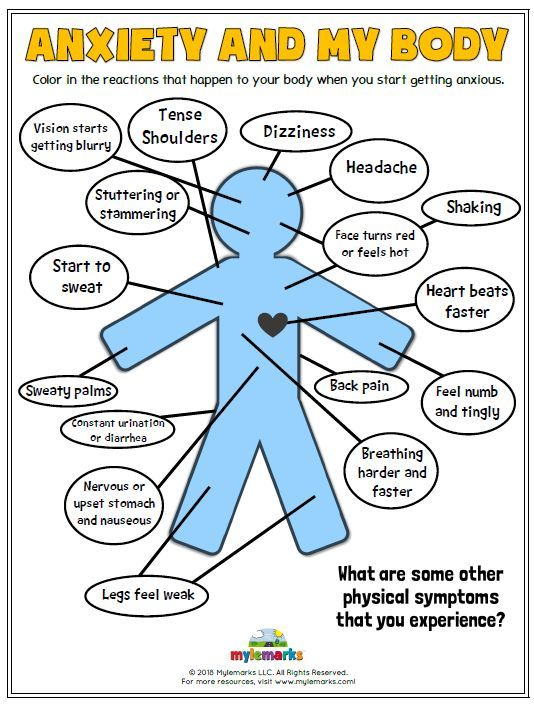 ANXIETY AND MY BODY
Color in the reactions that happen to your body when you start getting anxious.
Vision starts
getting blurry
Tense
Shoulders
Dizziness
Headache
Stuttering or
stammering
Shaking
Face turns red
or feels hot
Start to
sweat
Heart beats
faster
Sweaty palms
Back pain
Feel numb
and tingly
Constant urination
or diarrhea
Breathing
harder and
faster
Nervous or
upset stomach
and nauseous
Legs feel weak
What are some other
physical symptoms
that you experience?
mylemarks
© 2018 Mylemarks LLC. All Rights Reserved.
For more resources, visit www.mylemarks.com!